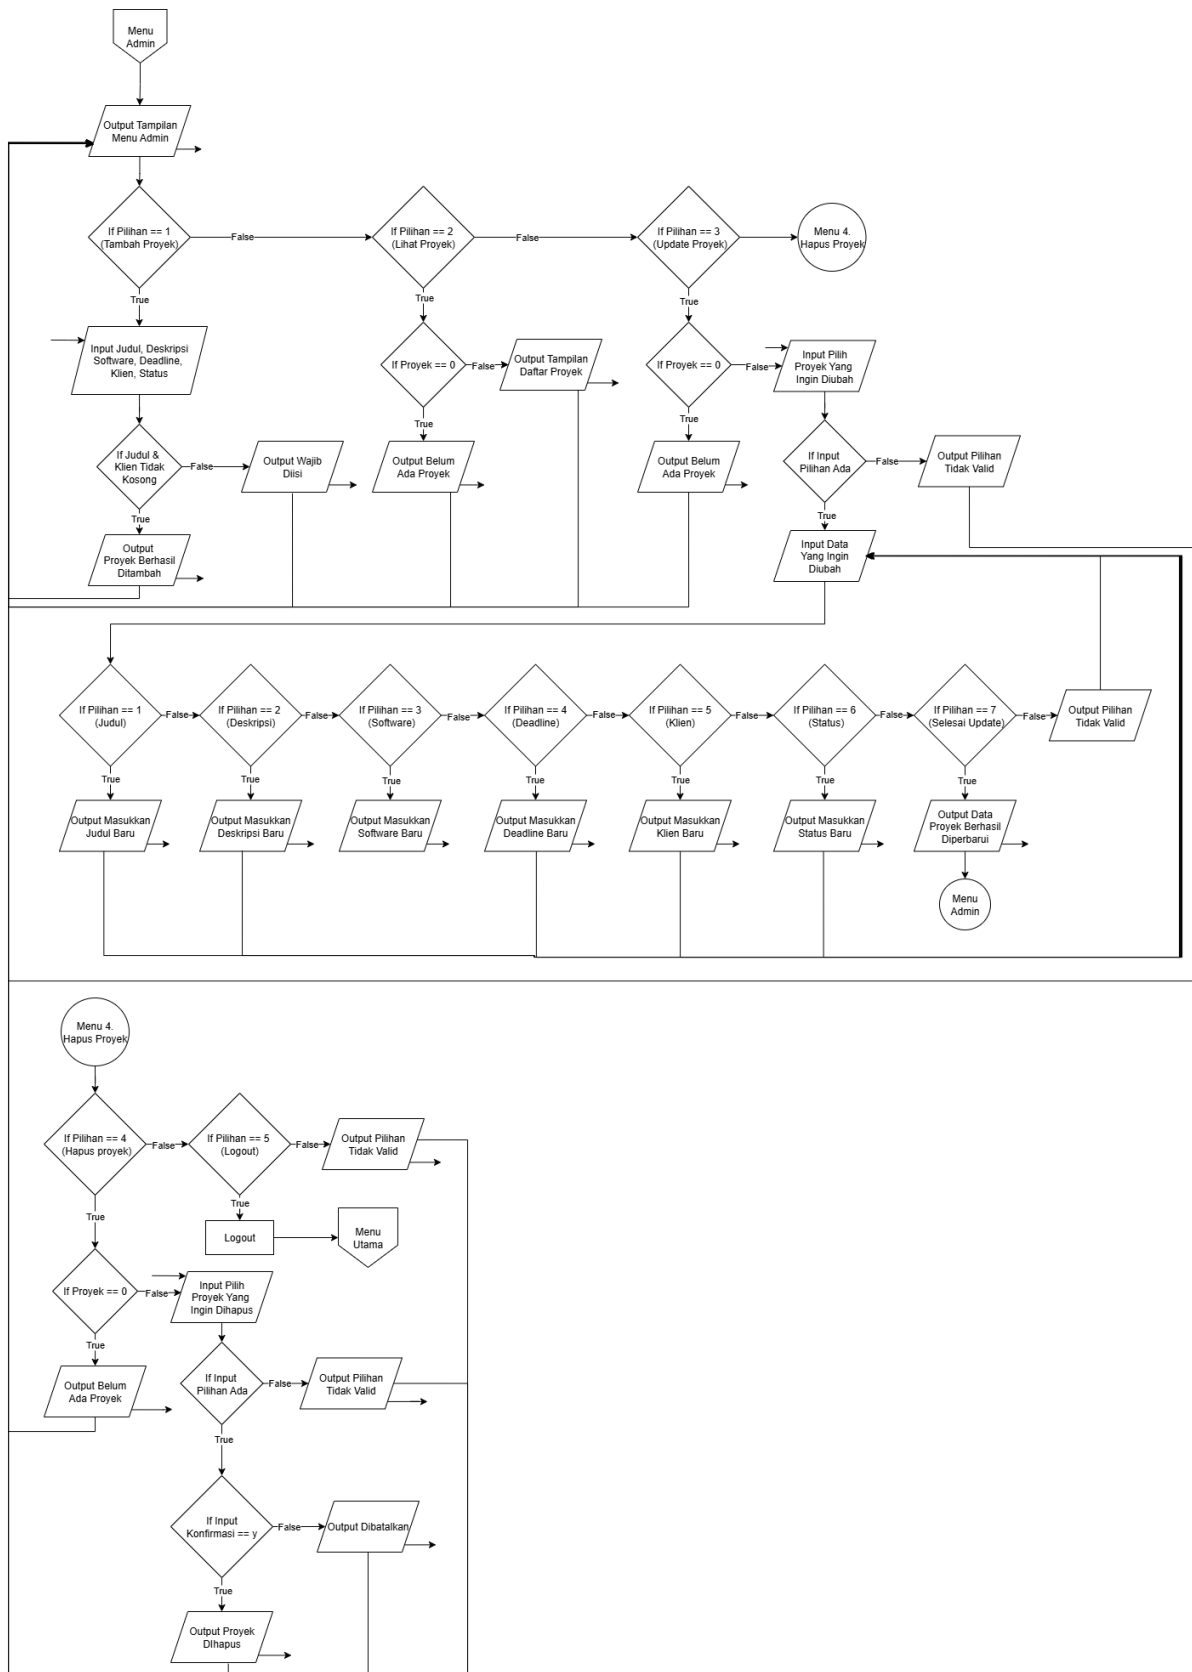 Menu
Admin
Output Tampilan
Menu Admin
If Pilihan == 1
(Tambah Proyek)
False
If Pilihan == 2
(Lihat Proyek)
False
If Pilihan == 3
(Update Proyek)
Menu 4.
Hapus Proyek
True
True
True
Input Judul, Deskripsi
Software, Deadline,
Klien, Status
If Proyek == 0
False
Output Tampilan
Daftar Proyek
If Proyek == 0
False
Input Pilih
Proyek Yang
Ingin Diubah
True
True
If Judul &
Klien Tidak
Kosong
False
Output Wajib
Diisi
Output Belum
Ada Proyek
Output Belum
Ada Proyek
If Input
Pilihan Ada
False
Output Pilihan
Tidak Valid
True
True
Output
Proyek Berhasil
Ditambah
Input Data
Yang Ingin
Diubah
If Pilihan == 1
(Judul)
False
If Pilihan == 2
(Deskripsi)
False
If Pilihan == 3
(Software)
False
If Pilihan == 4
(Deadline)
False
If Pilihan == 5
(Klien)
False
If Pilihan == 6
(Status)
False
If Pilihan == 7
(Selesai Update)
False
Output Pilihan
Tidak Valid
True
True
True
True
True
True
True
Output Masukkan
Judul Baru
Output Masukkan
Deskripsi Baru
Output Masukkan
Software Baru
Output Masukkan
Deadline Baru
Output Masukkan
Klien Baru
Output Masukkan
Status Baru
Output Data
Proyek Berhasil
Diperbarui
Menu
Admin
Menu 4.
Hapus Proyek
If Pilihan == 4
(Hapus proyek)
False
If Pilihan == 5
(Logout)
False
Output Pilihan
Tidak Valid
True
True
Logout
Menu
Utama
If Proyek == 0
False
Input Pilih
Proyek Yang
Ingin Dihapus
True
Output Belum
Ada Proyek
If Input
Pilihan Ada
False
Output Pilihan
Tidak Valid
True
If Input
Konfirmasi == y
False
Output Dibatalkan
True
Output Proyek
DIhapus